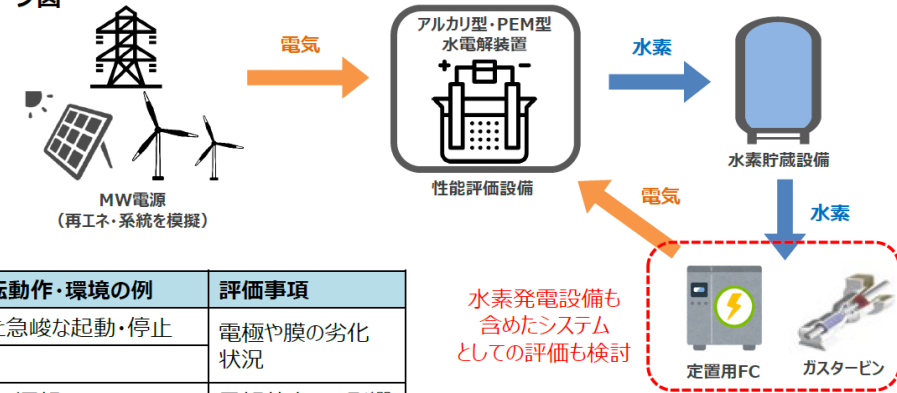 電気
アルカリ型・PEM型
水電解装置
水素
性能評価設備
水素貯蔵設備
MW電源
（再エネ・系統を模擬）
電気
水素
転動作・環境の例
評価事項
急峻な起動・停止
電極や膜の劣化
状況
水素発電設備も
含めたシステム
としての評価も検討
定置用FC
ガスタービン